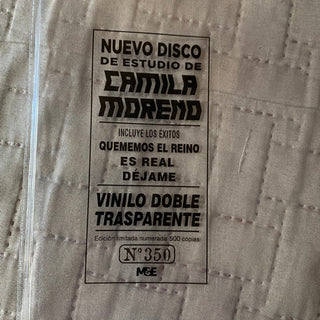 NUEVO DISCO
DE ESTUDIO DE
CAMILA
MORENO
INCLUYE LOS ÉXITOS
QUEMEMOS EL REINO
ES REAL
DÉJAME
VINILO DOBLE
TRASPARENTE
Edición limitada numerada 500 copias
Nº 350